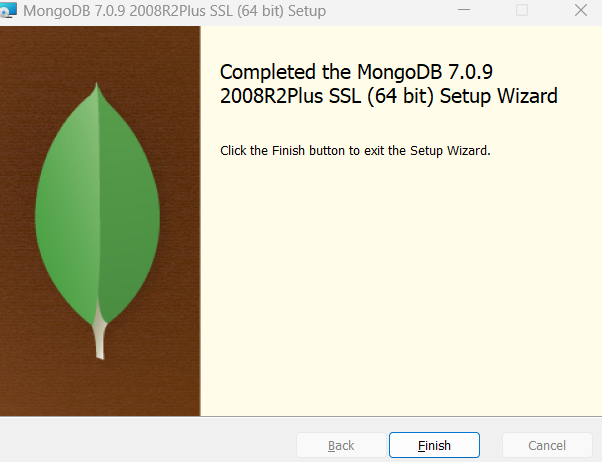 MongoDB 7.0.9 2008R2Plus SSL (64 bit) Setup
Completed the MongoDB 7.0.9
2008R2Plus SSL (64 bit) Setup Wizard
Click the Finish button to exit the Setup Wizard.
Back
Finish
Cancel